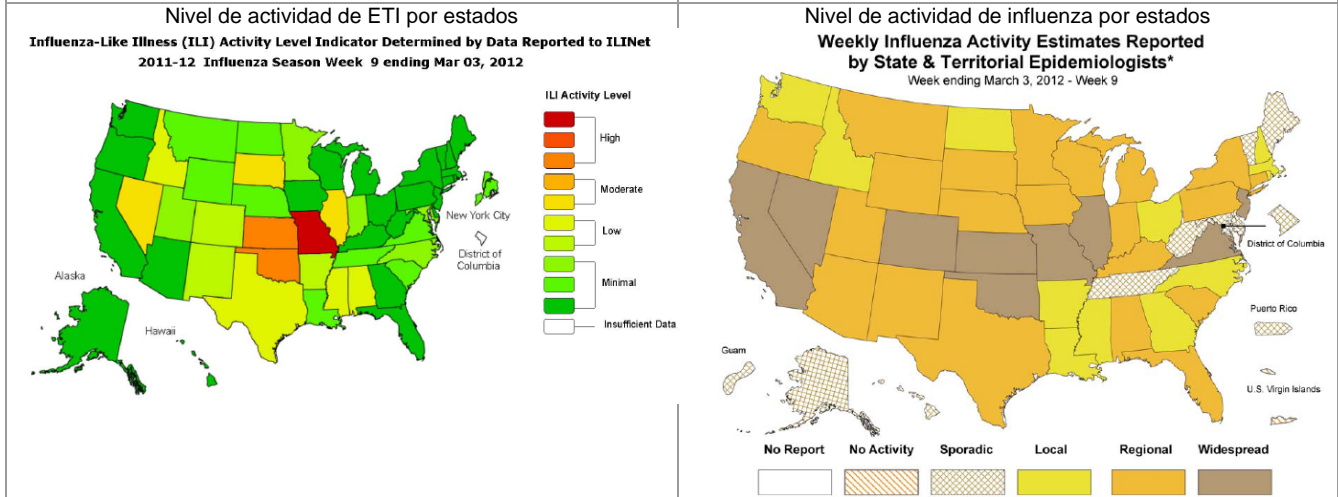 Nivel de actividad de ETI por estados
Influenza-Like Illness (ILI) Activity Level Indicator Determined by Data Reported to ILINet
2011-12 Influenza Season Week 9 ending Mar 03, 2012
ILI Activity Level
High
Moderate
Low
Minimal
Insufficient Data
New York City
District of
Columbia
Alaska
Hawaii
Nivel de actividad de influenza por estados
Weekly Influenza Activity Estimates Reported
by State & Territorial Epidemiologists*
Week ending March 3, 2012 - Week 9
District of Columbia
Puerto Rico
Guam
U.S. Virgin Islands
No Report No Activity Sporadic Local Regional Widespread